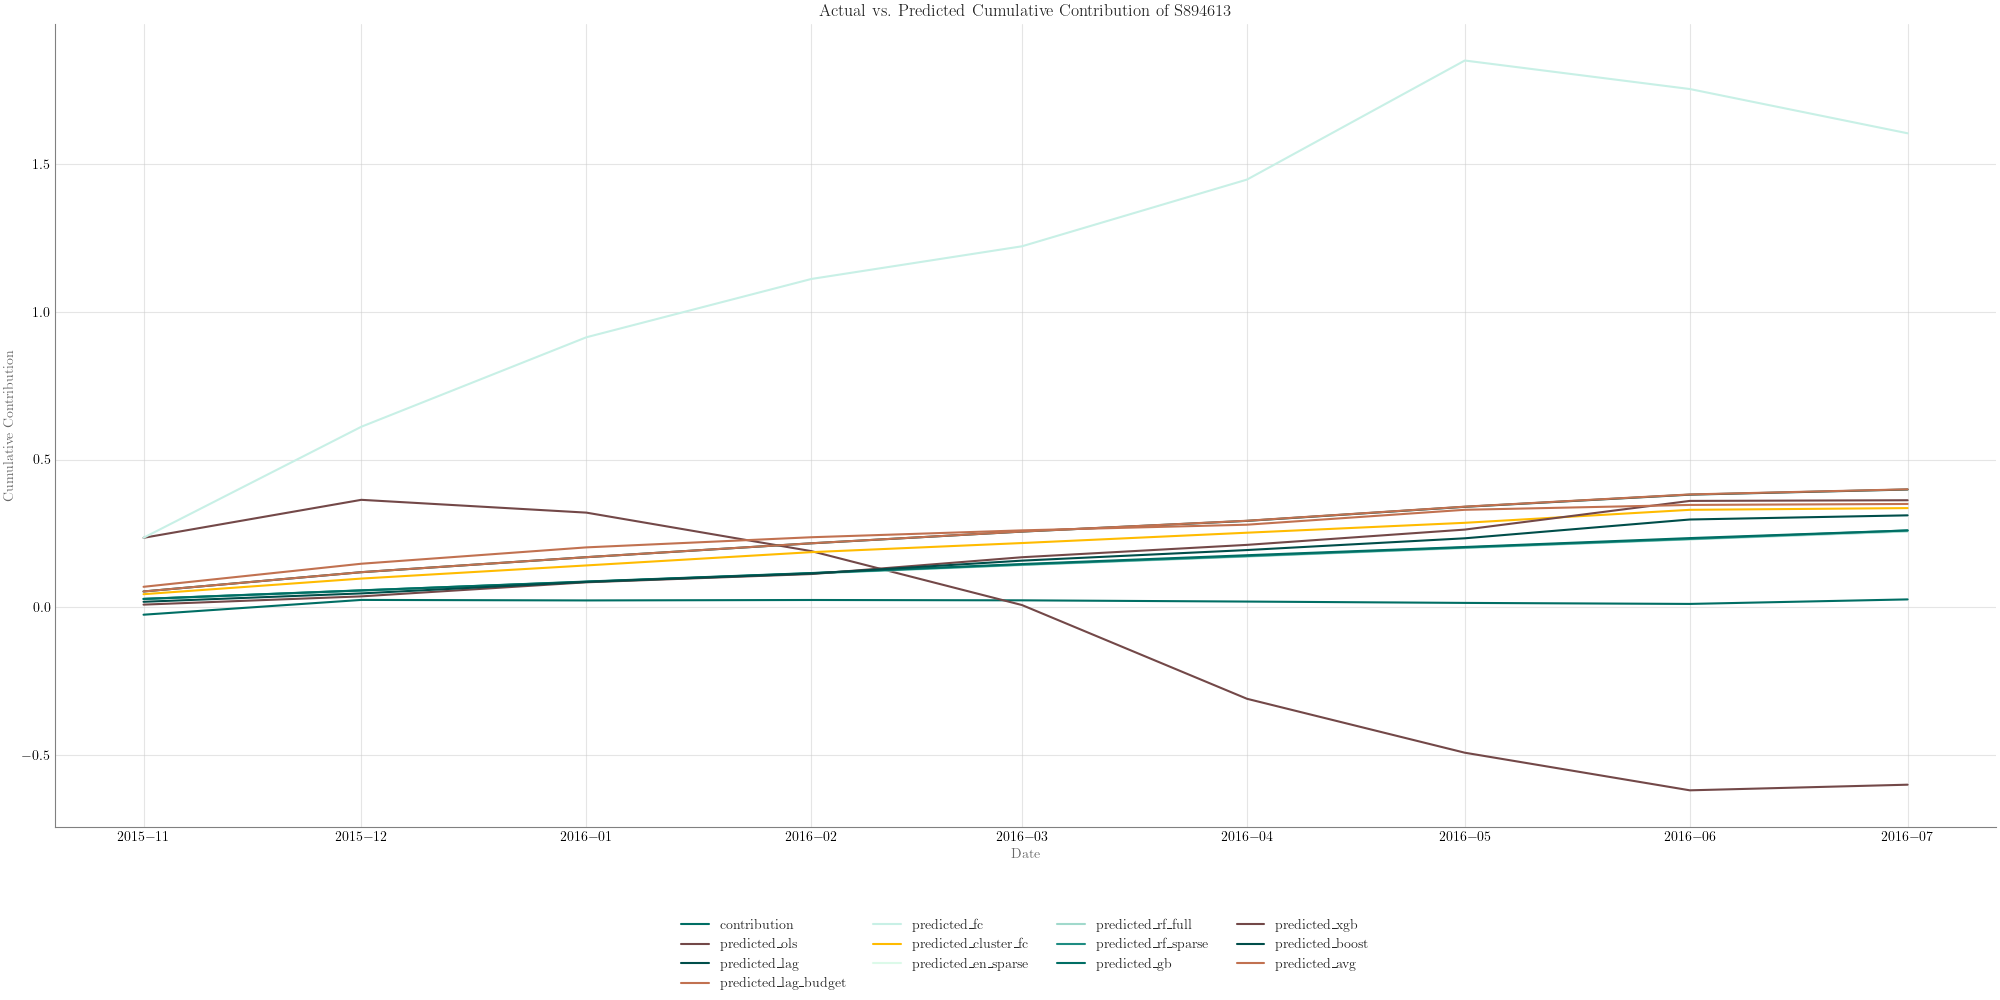 Actual vs. Predicted Cumulative Contribution of S894613
Cumulative Contribution
1.5
1.0
0.5
0.0
−0.5
2015−11 2015−12 2016−01 2016−02 2016−03 2016−04 2016−05 2016−06 2016−07
Date
contribution predicted_fc predicted_rf_full predicted_xgb
predicted_ols predicted_cluster_fc predicted_rf_sparse predicted_boost
predicted_lag predicted_en_sparse predicted_gb predicted_avg
predicted_lag_budget